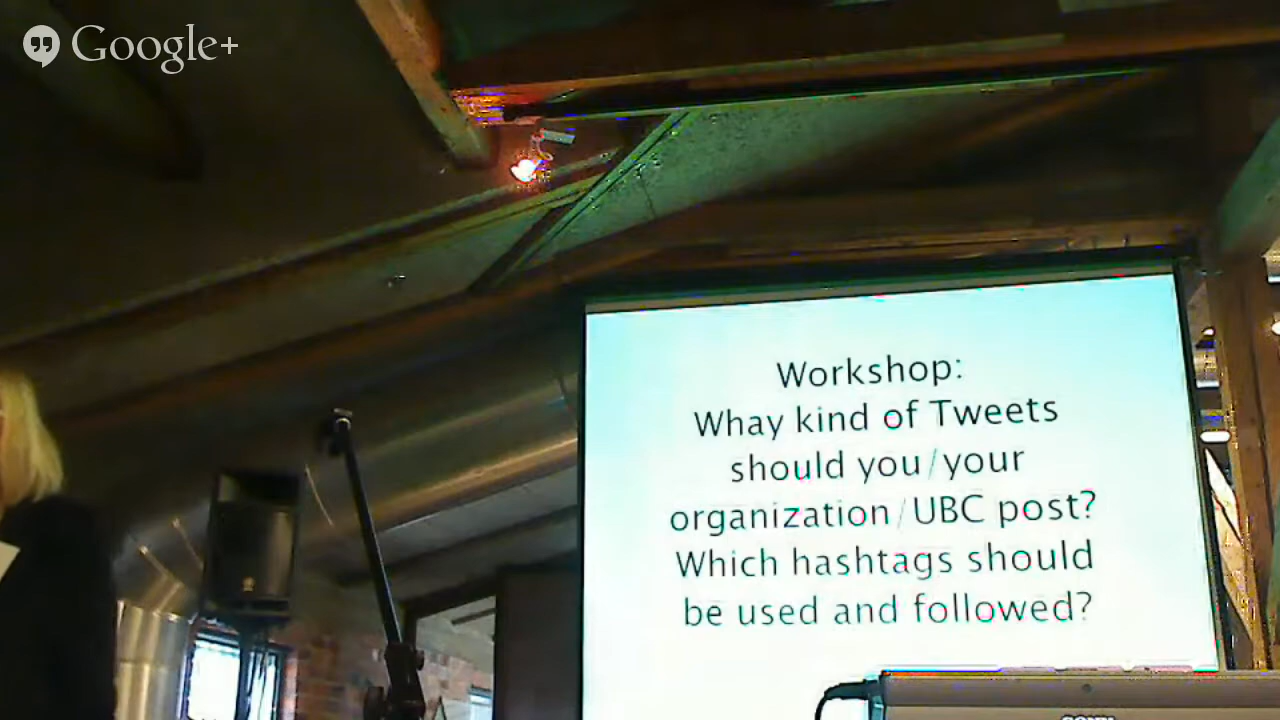 Google+
Workshop:
Whay kind of Tweets
should you/your
organization/UBC post?
Which hashtags should
be used and followed?